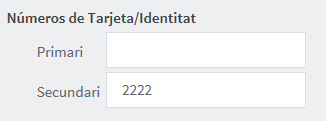 Números de Tarjeta/Identitat
Primari
Secundari 2222